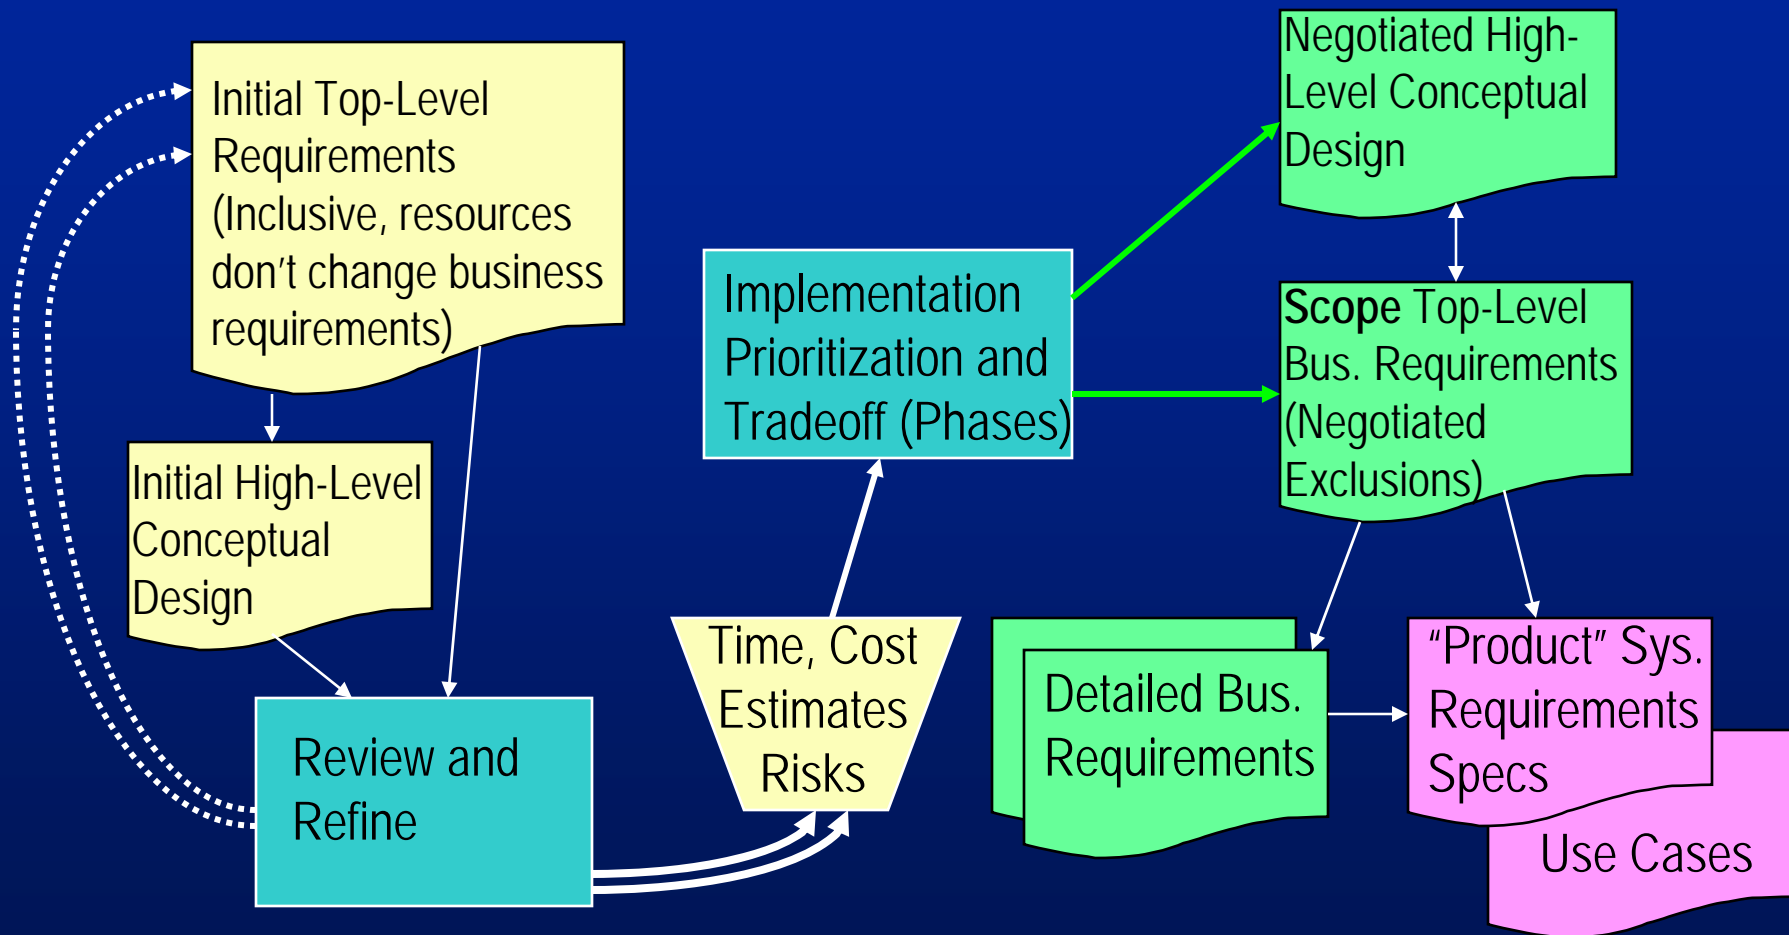 Initial Top-Level
Requirements
(Inclusive, resources
don't change business
requirements)
Initial High-Level
Conceptual
Design
Review and
Refine
Time, Cost
Estimates
Risks
Implementation
Prioritization and
Tradeoff (Phases)
Negotiated High-
Level Conceptual
Design
Scope Top-Level
Bus. Requirements
(Negotiated
Exclusions)
Detailed Bus.
Requirements
“Product” Sys.
Requirements
Specs
Use Cases